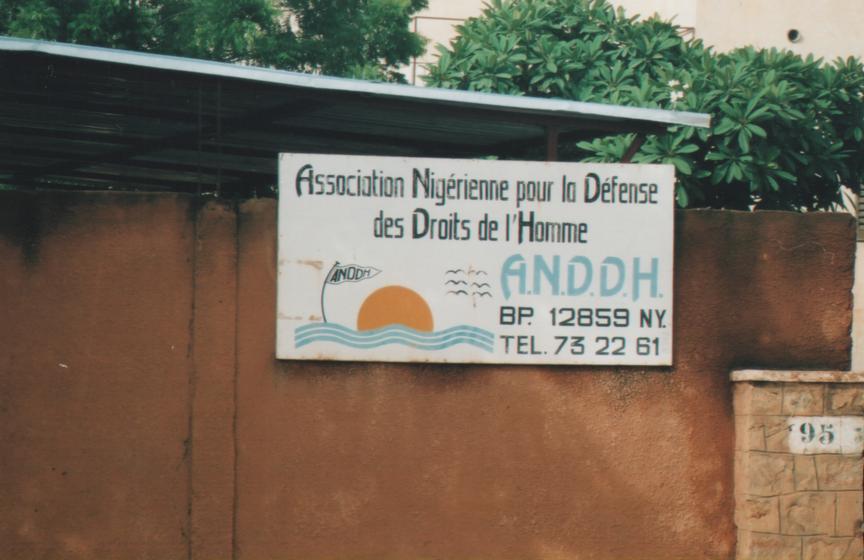 Association Nigérienne pour la Défense
des Droits de l'Homme
ANDDH
A.N.D.D.H.
BP. 12859 NY.
TEL. 73 22 61
95